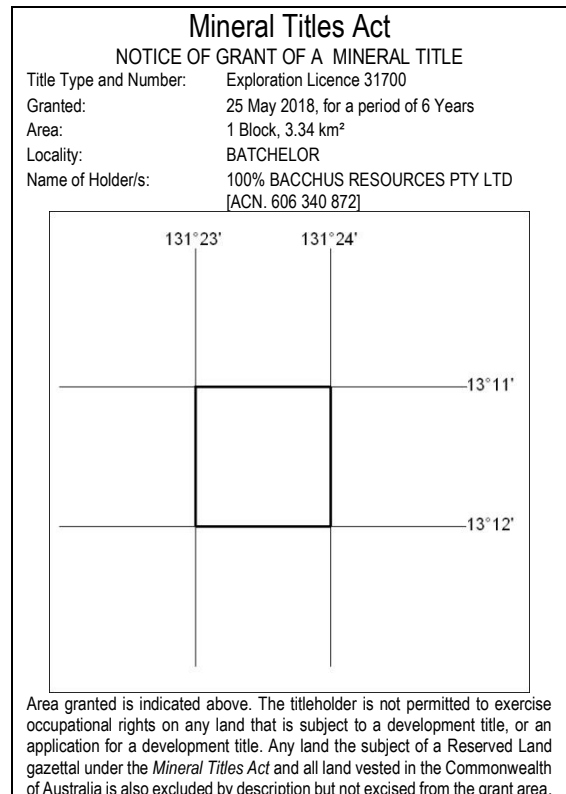 Mineral Titles Act
NOTICE OF GRANT OF A MINERAL TITLE
Title Type and Number: Exploration Licence 31700
Granted: 25 May 2018, for a period of 6 Years
Area: 1 Block, 3.34 km²
Locality: BATCHELOR
Name of Holder/s: 100% BACCHUS RESOURCES PTY LTD
[ACN. 606 340 872]
131°23' 131°24'
13°11'
13°12'
Area granted is indicated above. The titleholder is not permitted to exercise
occupational rights on any land that is subject to a development title, or an
application for a development title. Any land the subject of a Reserved Land
gazettal under the Mineral Titles Act and all land vested in the Commonwealth
of Australia is also excluded by description but not excised from the grant area.